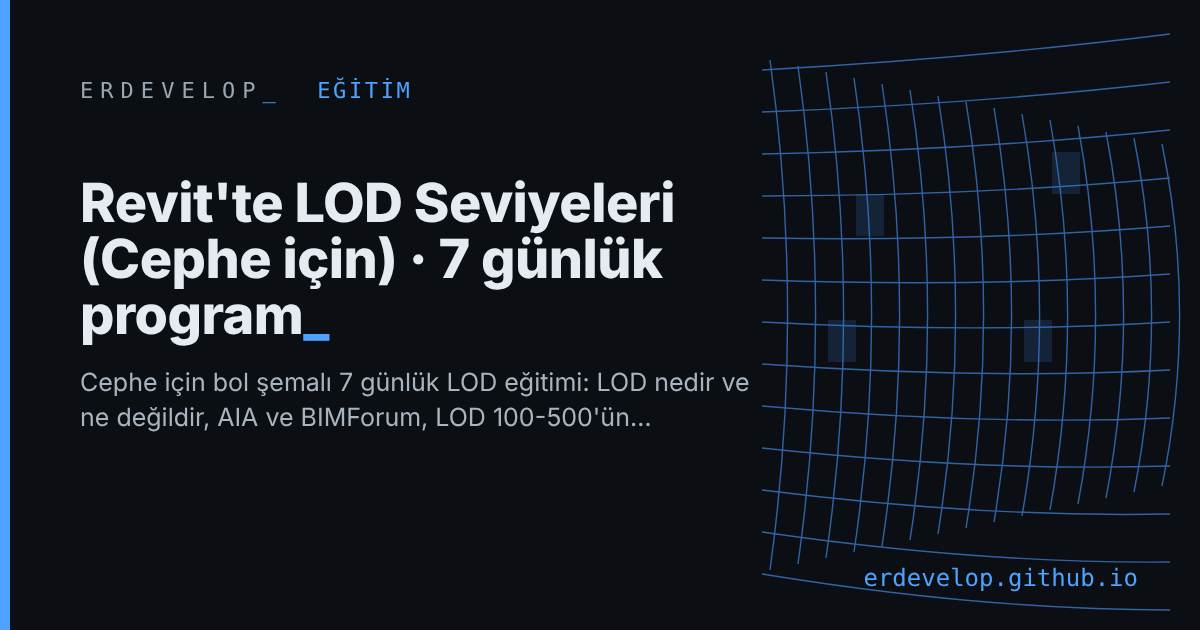 ERDEVELOP_ EĞİTİM
Revit'te LOD Seviyeleri
(Cephe için) · 7 günlük
program_
Cephe için bol şemalı 7 günlük LOD eğitimi: LOD nedir ve
ne değildir, AIA ve BIMForum, LOD 100-500'ün...
erdevelop.github.io